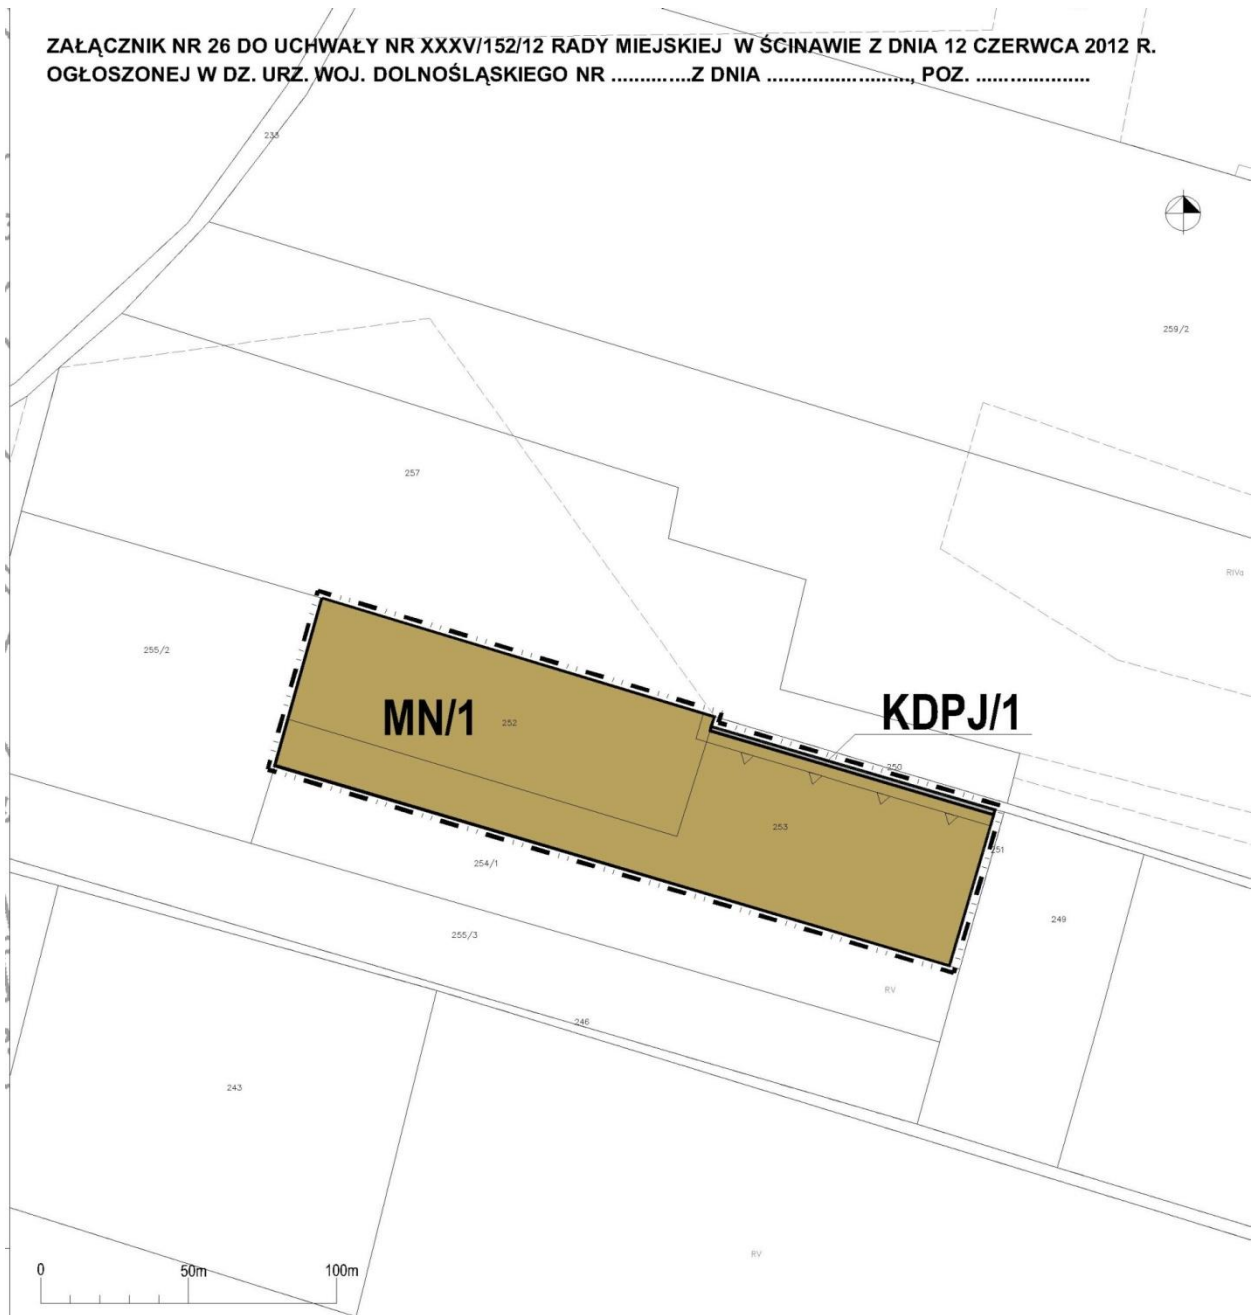 ZAŁĄCZNIK NR 26 DO UCHWAŁY NR XXXV/152/12 RADY MIEJSKIEJ W ŚCINAWIE Z DNIA 12 CZERWCA 2012 R.
OGŁOSZONEJ W DZ. URZ. WOJ. DOLNOŚLĄSKIEGO NR .............Z DNIA ......................., POZ. ..................
233
259/2
257
RIVa
255/2
MN/1
252
KDPJ/1
250
253
251
254/1
249
255/3
RV
246
243
RV
0 50m 100m